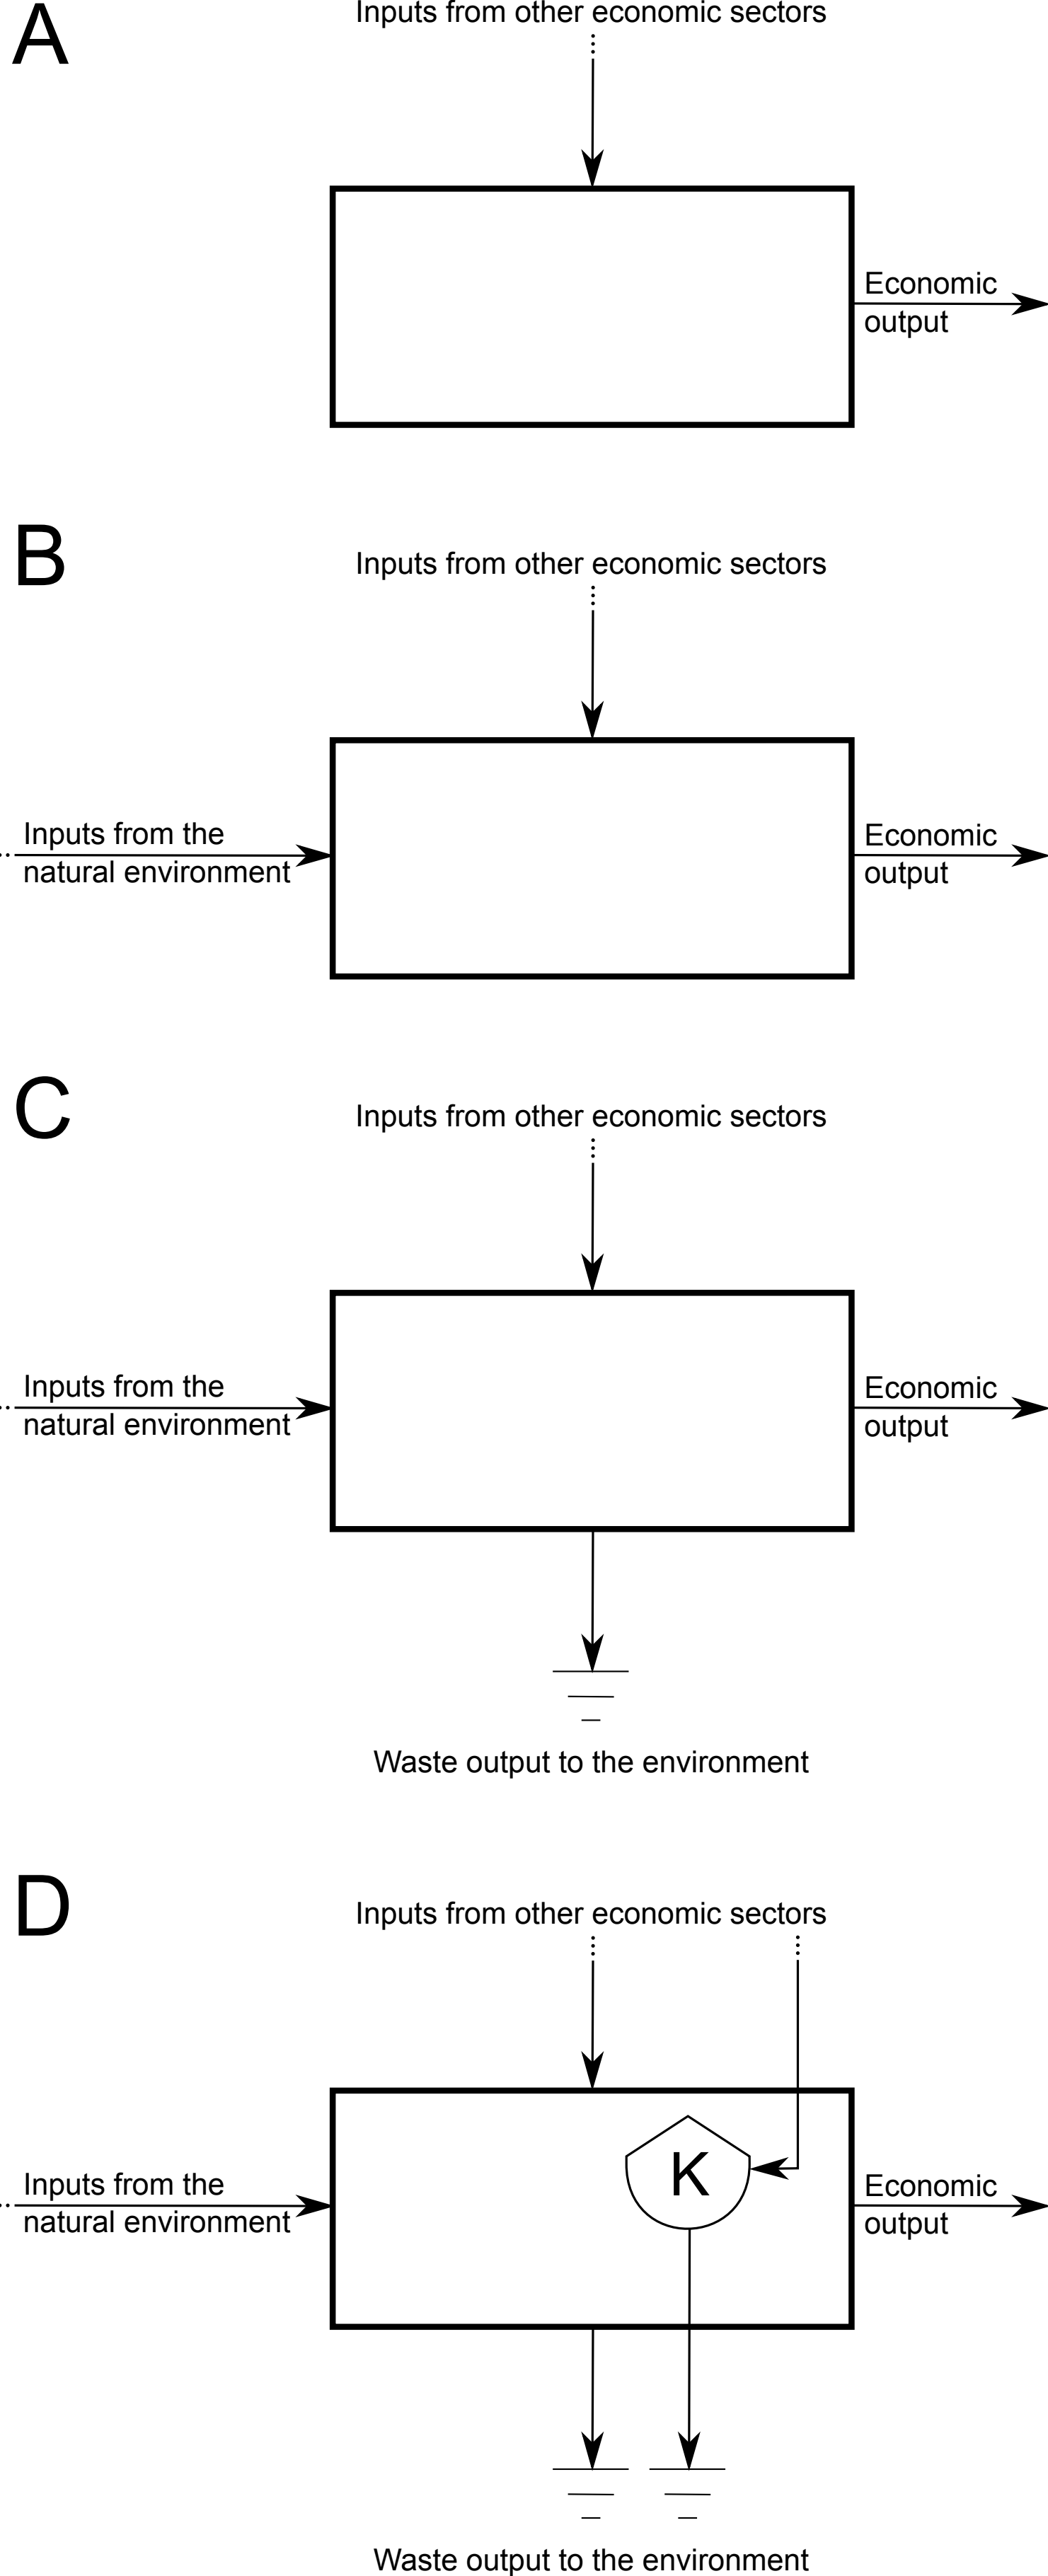 A
Inputs from other economic sectors
Economic
output
B
Inputs from other economic sectors
Inputs from the
natural environment
Economic
output
C
Inputs from other economic sectors
Inputs from the
natural environment
Economic
output
Waste output to the environment
D
Inputs from other economic sectors
K
Inputs from the
natural environment
Economic
output
Waste output to the environment